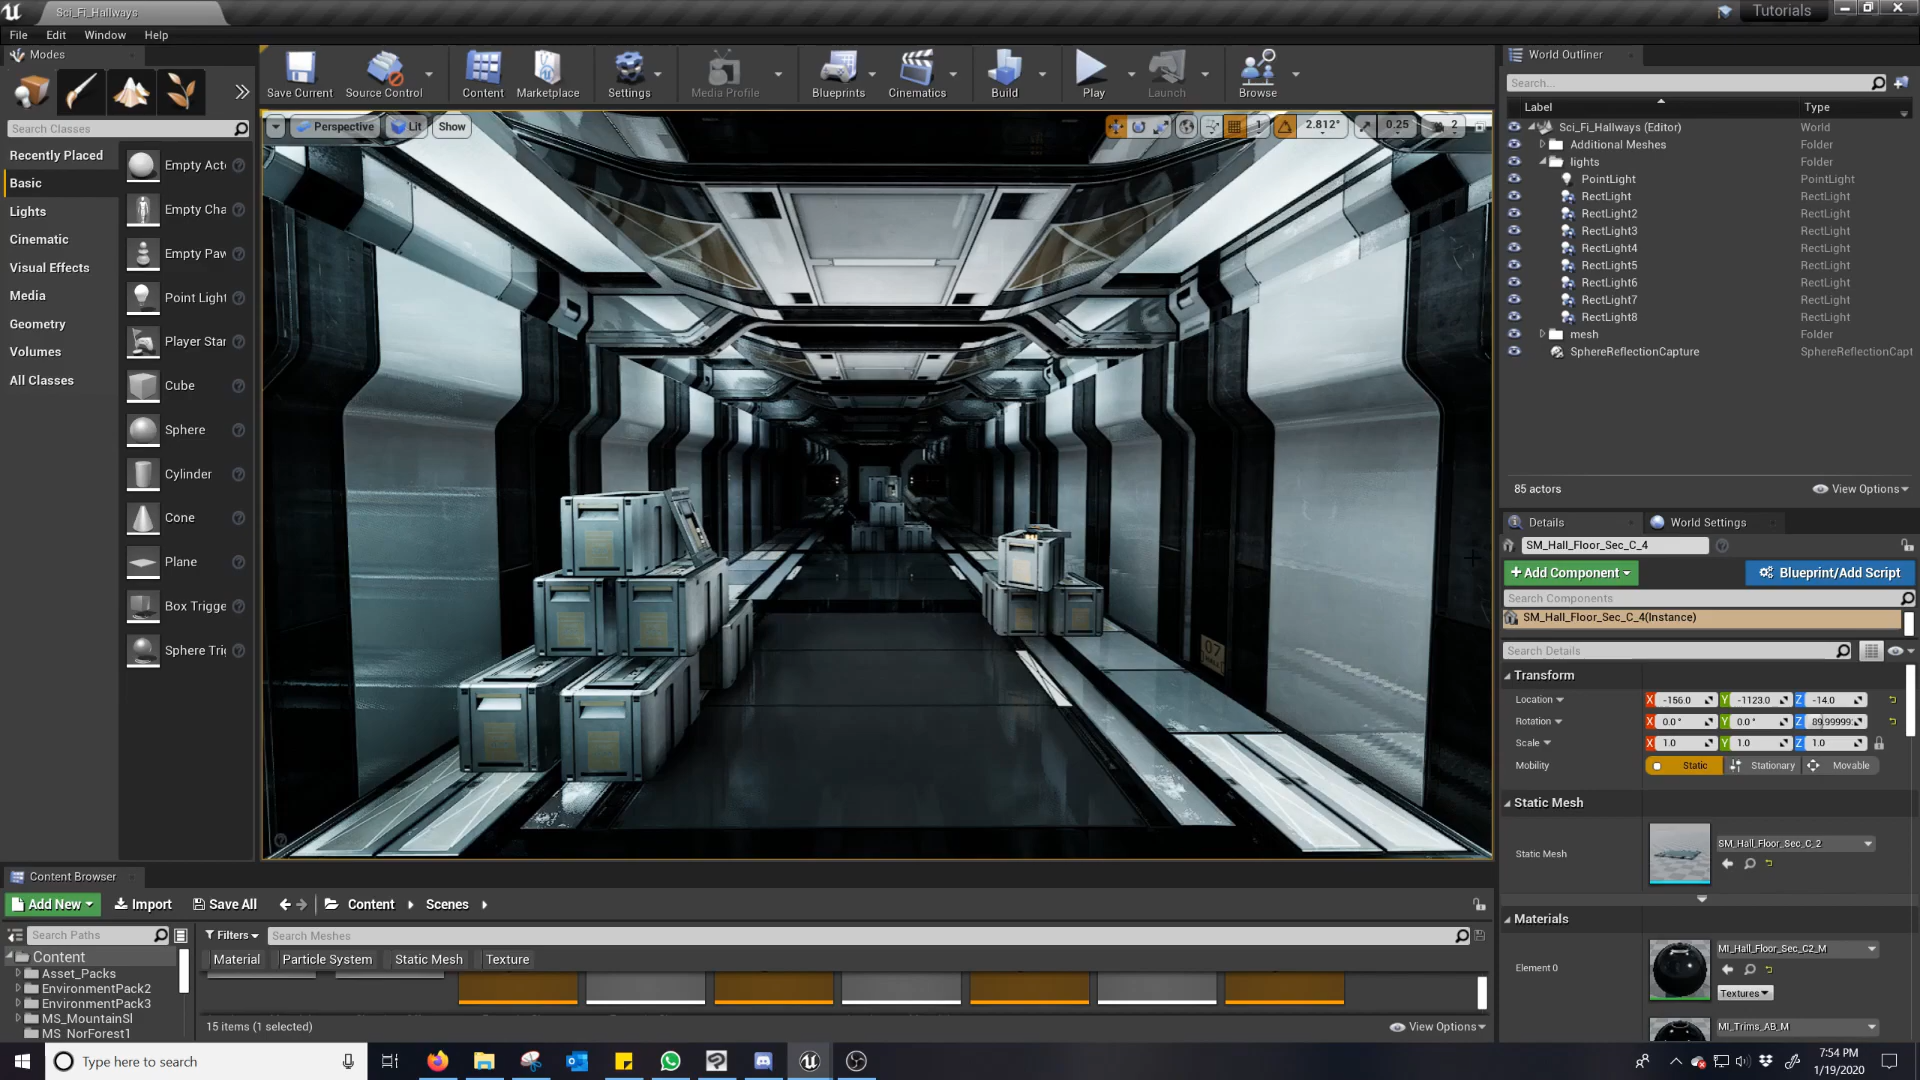 Sci_Fi_Hallways
Tutorials
File Edit Window Help
Modes
Search Classes
Recently Placed
Basic
Lights
Cinematic
Visual Effects
Media
Geometry
Volumes
All Classes
Empty Act
Empty Cha
Empty Paw
Point Light
Player Star
Cube
Sphere
Cylinder
Cone
Plane
Box Trigge
Sphere Trig
Save Current Source Control Content Marketplace Settings Media Profile Blueprints Cinematics Build Play Launch Browse
Perspective Lit Show
1 2.812° 0.25 2
07
World Outliner
Search...
Label Type
Sci_Fi_Hallways (Editor) World
Additional Meshes Folder
lights Folder
PointLight PointLight
RectLight RectLight
RectLight2 RectLight
RectLight3 RectLight
RectLight4 RectLight
RectLight5 RectLight
RectLight6 RectLight
RectLight7 RectLight
RectLight8 RectLight
mesh Folder
SphereReflectionCapture SphereReflectionCapt
85 actors View Options
Details World Settings
SM_Hall_Floor_Sec_C_4
+Add Component Blueprint/Add Script
Search Components
SM_Hall_Floor_Sec_C_4(Instance)
Search Details
Transform
Location X -156.0 Y -1123.0 Z -14.0
Rotation X 0.0° Y 0.0° Z 89.99999
Scale X 1.0 Y 1.0 Z 1.0
Mobility Static Stationary Movable
Static Mesh
Static Mesh SM_Hall_Floor_Sec_C_2
Materials
Element 0 MI_Hall_Floor_Sec_C2_M
Textures
MI_Trims_AB_M
Content Browser
Add New Import Save All Content Scenes
Search Paths Filters Search Meshes
Content
Asset_Packs
EnvironmentPack2
EnvironmentPack3
MS_MountainSl
MS_NorForest1
Material Particle System Static Mesh Texture
15 items (1 selected) View Options
Type here to search
7:54 PM
1/19/2020